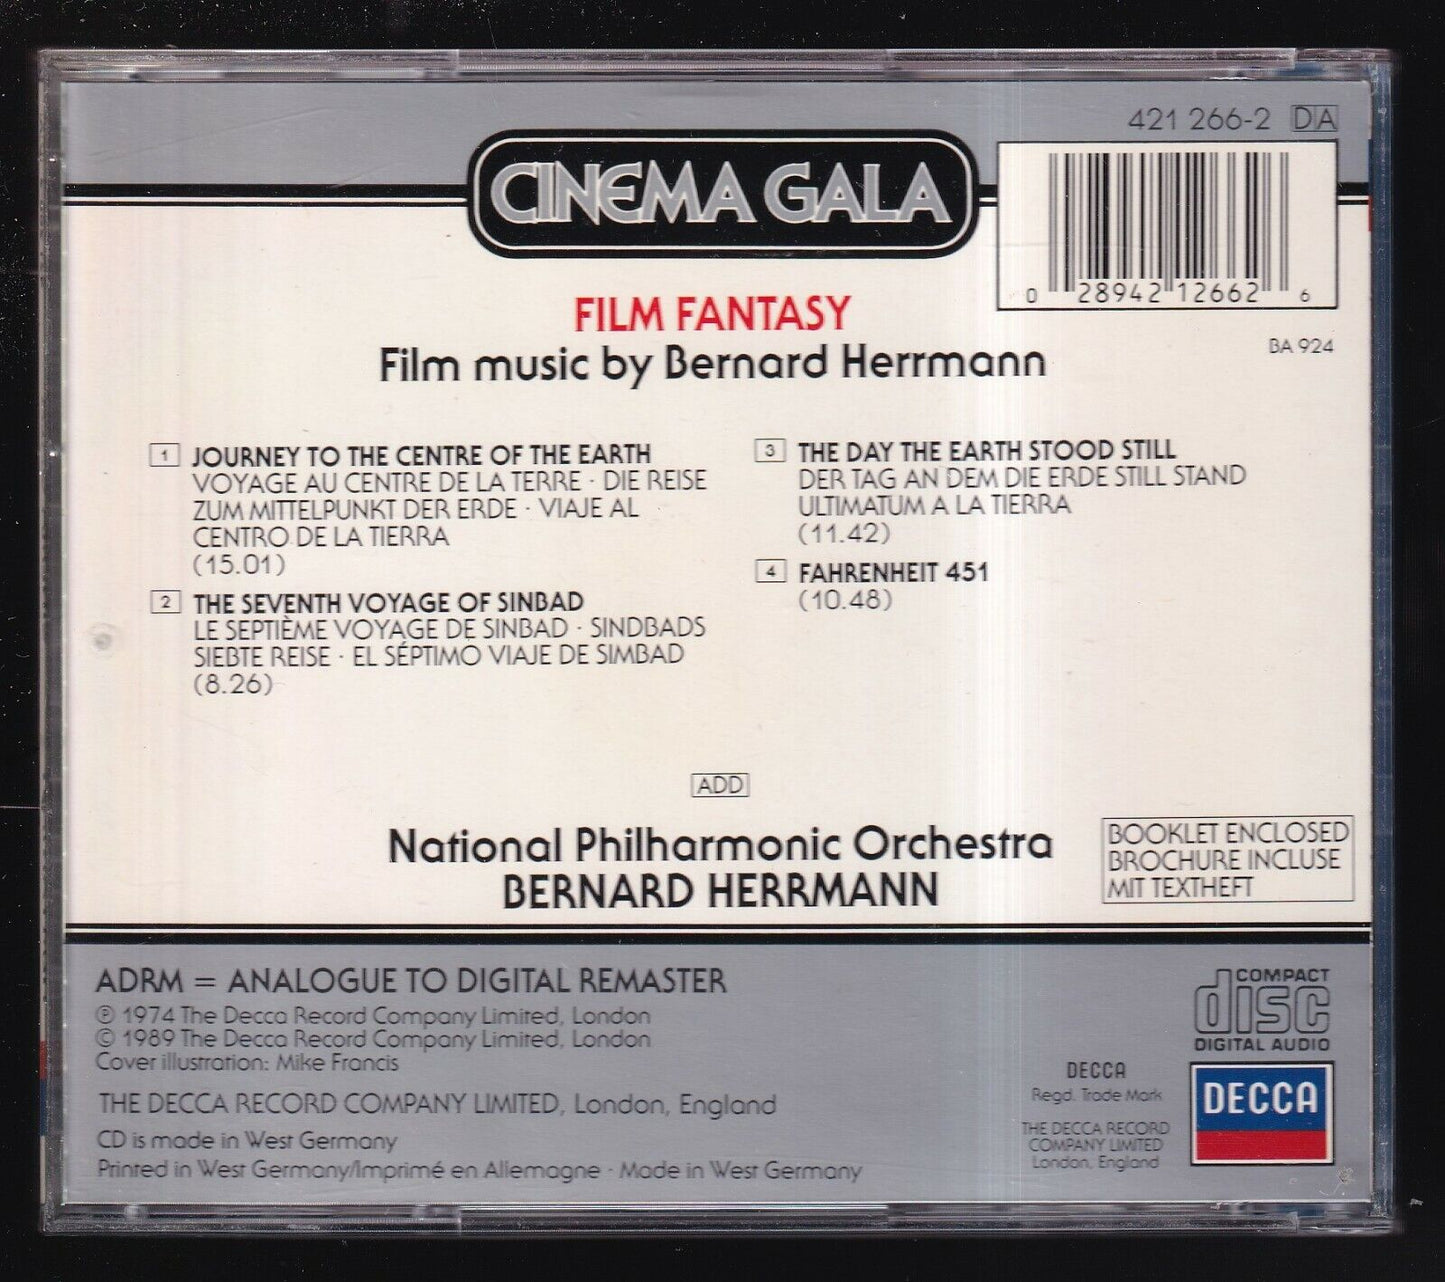 421 266-2 DA
CINEMA GALA
0 28942 12662 6
BA 924
FILM FANTASY
Film music by Bernard Herrmann
1 JOURNEY TO THE CENTRE OF THE EARTH
VOYAGE AU CENTRE DE LA TERRE · DIE REISE
ZUM MITTELPUNKT DER ERDE · VIAJE AL
CENTRO DE LA TIERRA
(15.01)
2 THE SEVENTH VOYAGE OF SINBAD
LE SEPTIÈME VOYAGE DE SINBAD · SINDBADS
SIEBTE REISE · EL SÉPTIMO VIAJE DE SIMBAD
(8.26)
3 THE DAY THE EARTH STOOD STILL
DER TAG AN DEM DIE ERDE STILL STAND
ULTIMATUM A LA TIERRA
(11.42)
4 FAHRENHEIT 451
(10.48)
ADD
National Philharmonic Orchestra
BERNARD HERRMANN
BOOKLET ENCLOSED
BROCHURE INCLUSE
MIT TEXTHEFT
ADRM = ANALOGUE TO DIGITAL REMASTER
℗ 1974 The Decca Record Company Limited, London
© 1989 The Decca Record Company Limited, London
Cover illustration: Mike Francis
THE DECCA RECORD COMPANY LIMITED, London, England
CD is made in West Germany
Printed in West Germany/Imprimé en Allemagne · Made in West Germany
COMPACT
disc
DIGITAL AUDIO
DECCA
Regd. Trade Mark
THE DECCA RECORD
COMPANY LIMITED
London, England
DECCA